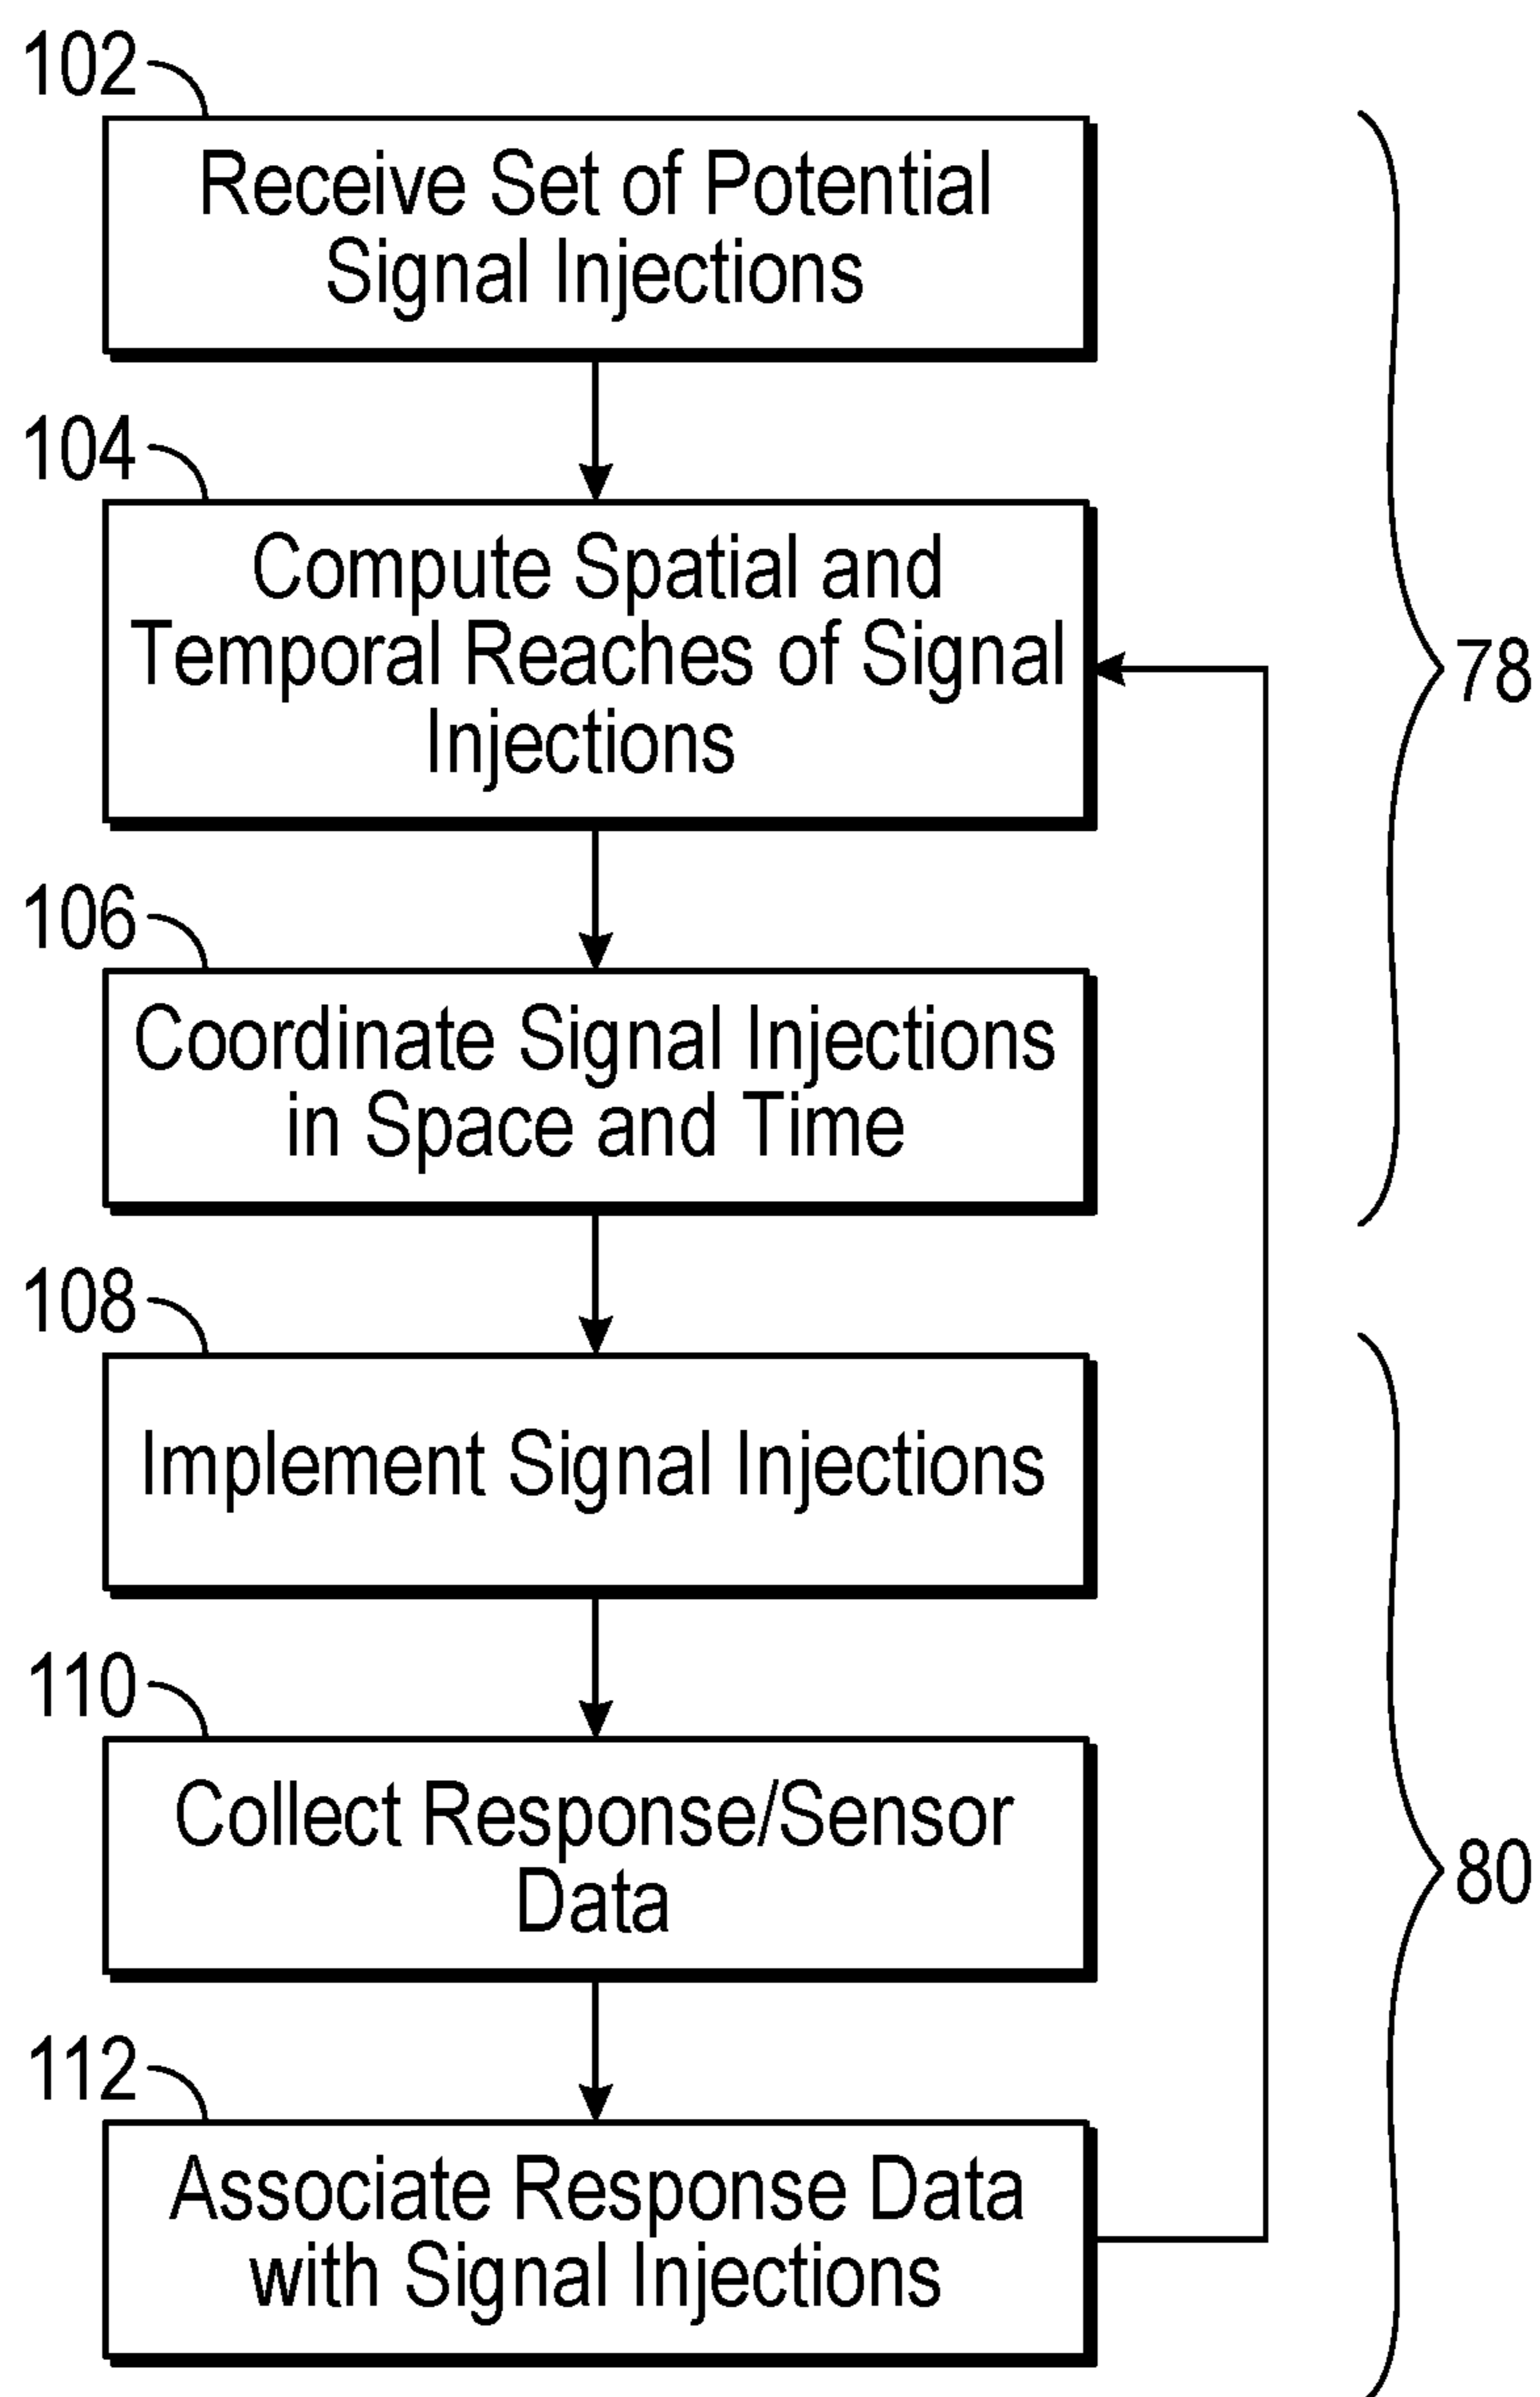 102
Receive Set of Potential
Signal Injections
104
Compute Spatial and
Temporal Reaches of Signal
Injections
78
106
Coordinate Signal Injections
in Space and Time
108
Implement Signal Injections
110
Collect Response/Sensor
Data
80
112
Associate Response Data
with Signal Injections